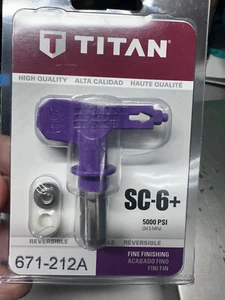 TITAN
HIGH QUALITY ALTA CALIDAD HAUTE QUALITÉ
SC-6+
5000 PSI
REVERSIBLE REVERSIBLE REVERSIBLE
671-212A
FINE FINISHING
ACABADO FINO
FINI FIN